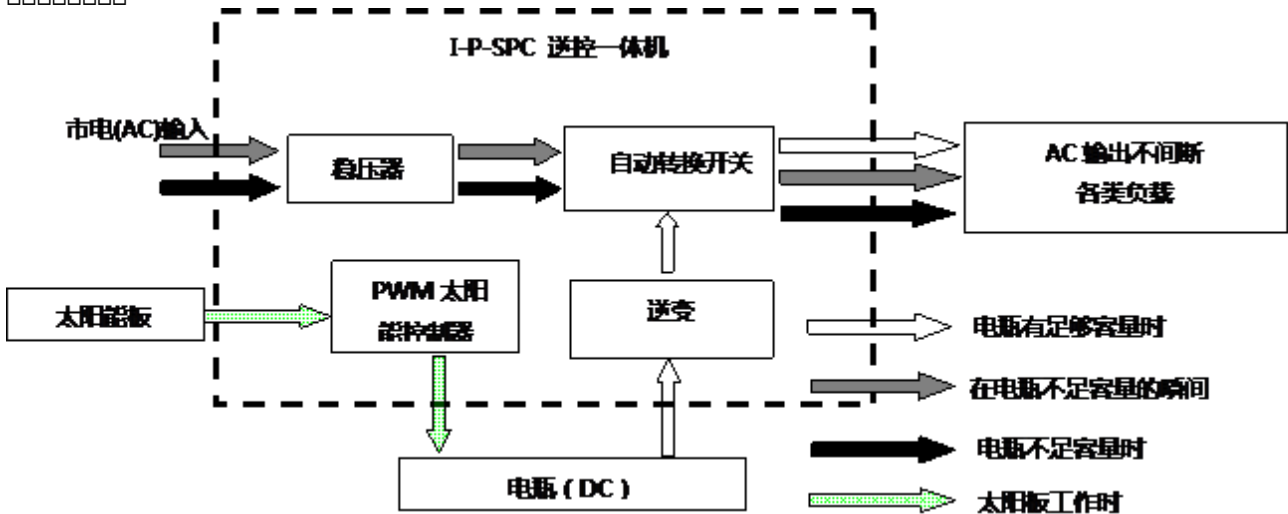 I-P-SPC 逆控一体机
市电(AC)输入
稳压器
自动转换开关
AC 输出不间断
各类负载
太阳能板
PWM 太阳
能控制器
逆变
电瓶有足够容量时
在电瓶不足容量的瞬间
电瓶不足容量时
电瓶 ( DC )
太阳板工作时